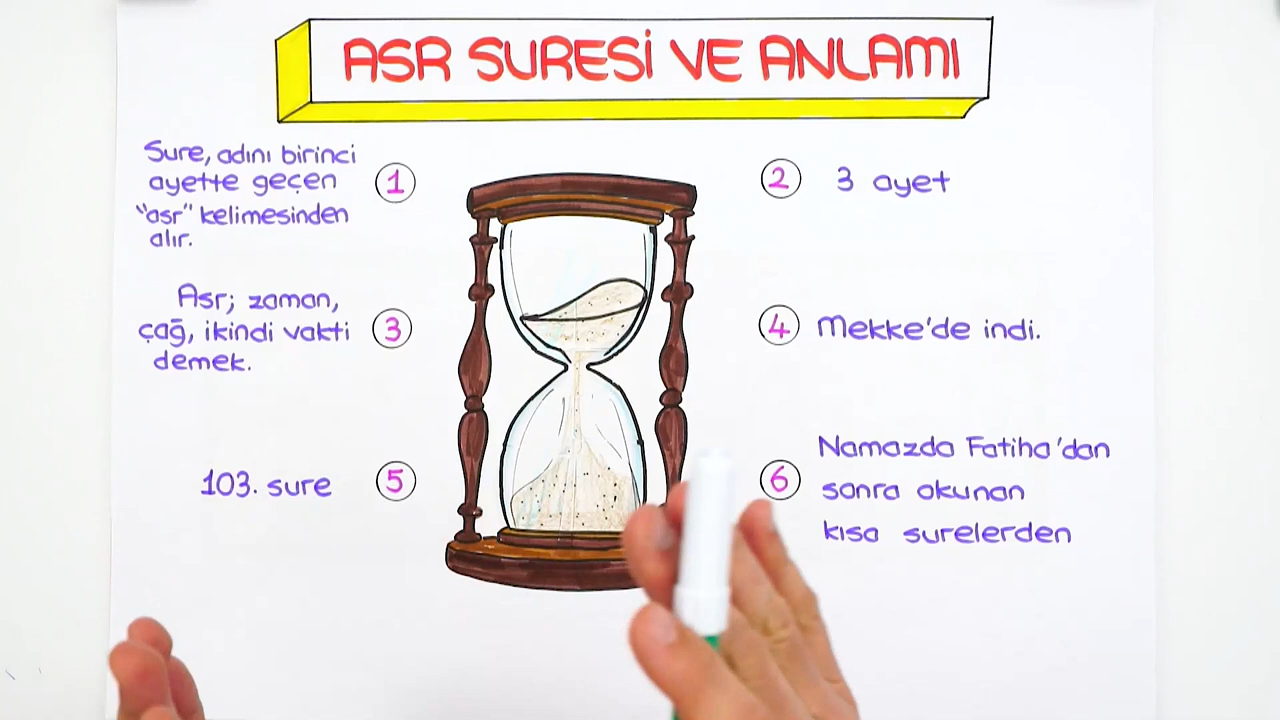 ASR SURESİ VE ANLAMI
Sure, adını birinci
ayette geçen
"asr" kelimesinden
alır.
1
2
3 ayet
Asr; zaman,
çağ, ikindi vakti
demek.
3
4
Mekke'de indi.
103. sure
5
6
Namazda Fatiha'dan
sonra okunan
kısa surelerden